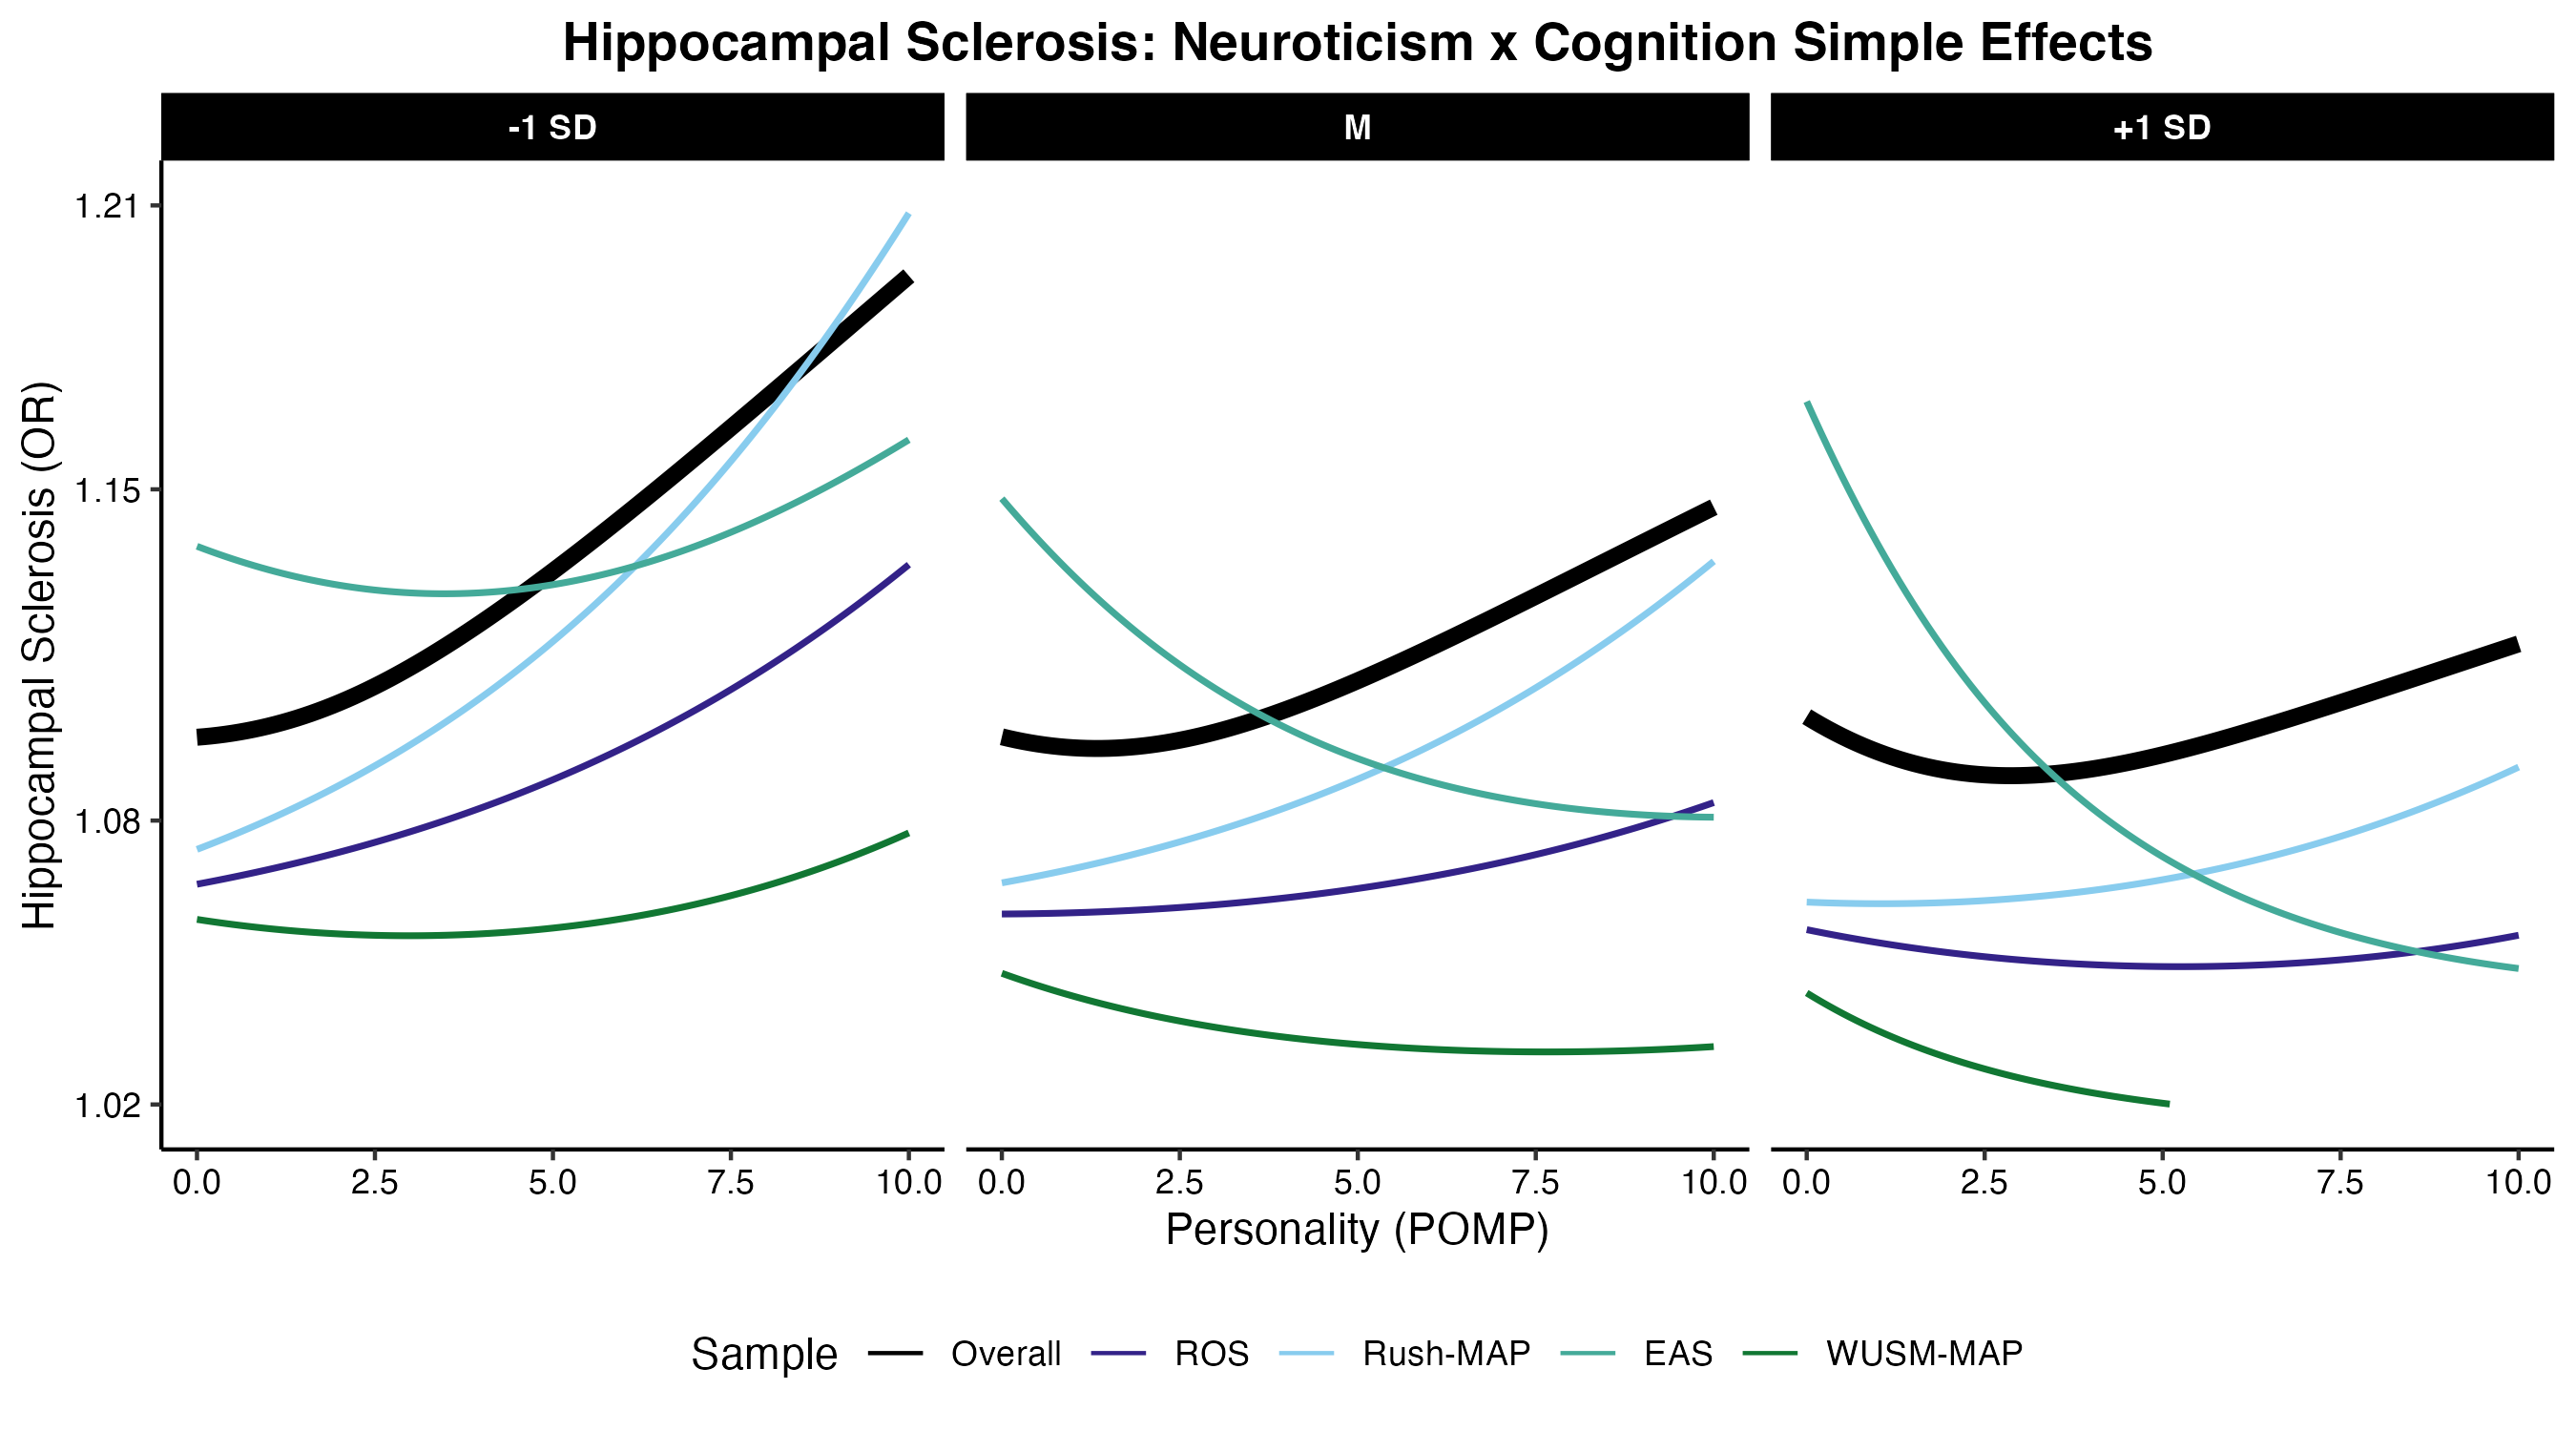 Hippocampal Sclerosis: Neuroticism x Cognition Simple Effects
-1 SD
M
+1 SD
Hippocampal Sclerosis (OR)
1.21
1.15
1.08
1.02
0.0 2.5 5.0 7.5 10.0
0.0 2.5 5.0 7.5 10.0
0.0 2.5 5.0 7.5 10.0
Personality (POMP)
Sample Overall ROS Rush-MAP EAS WUSM-MAP